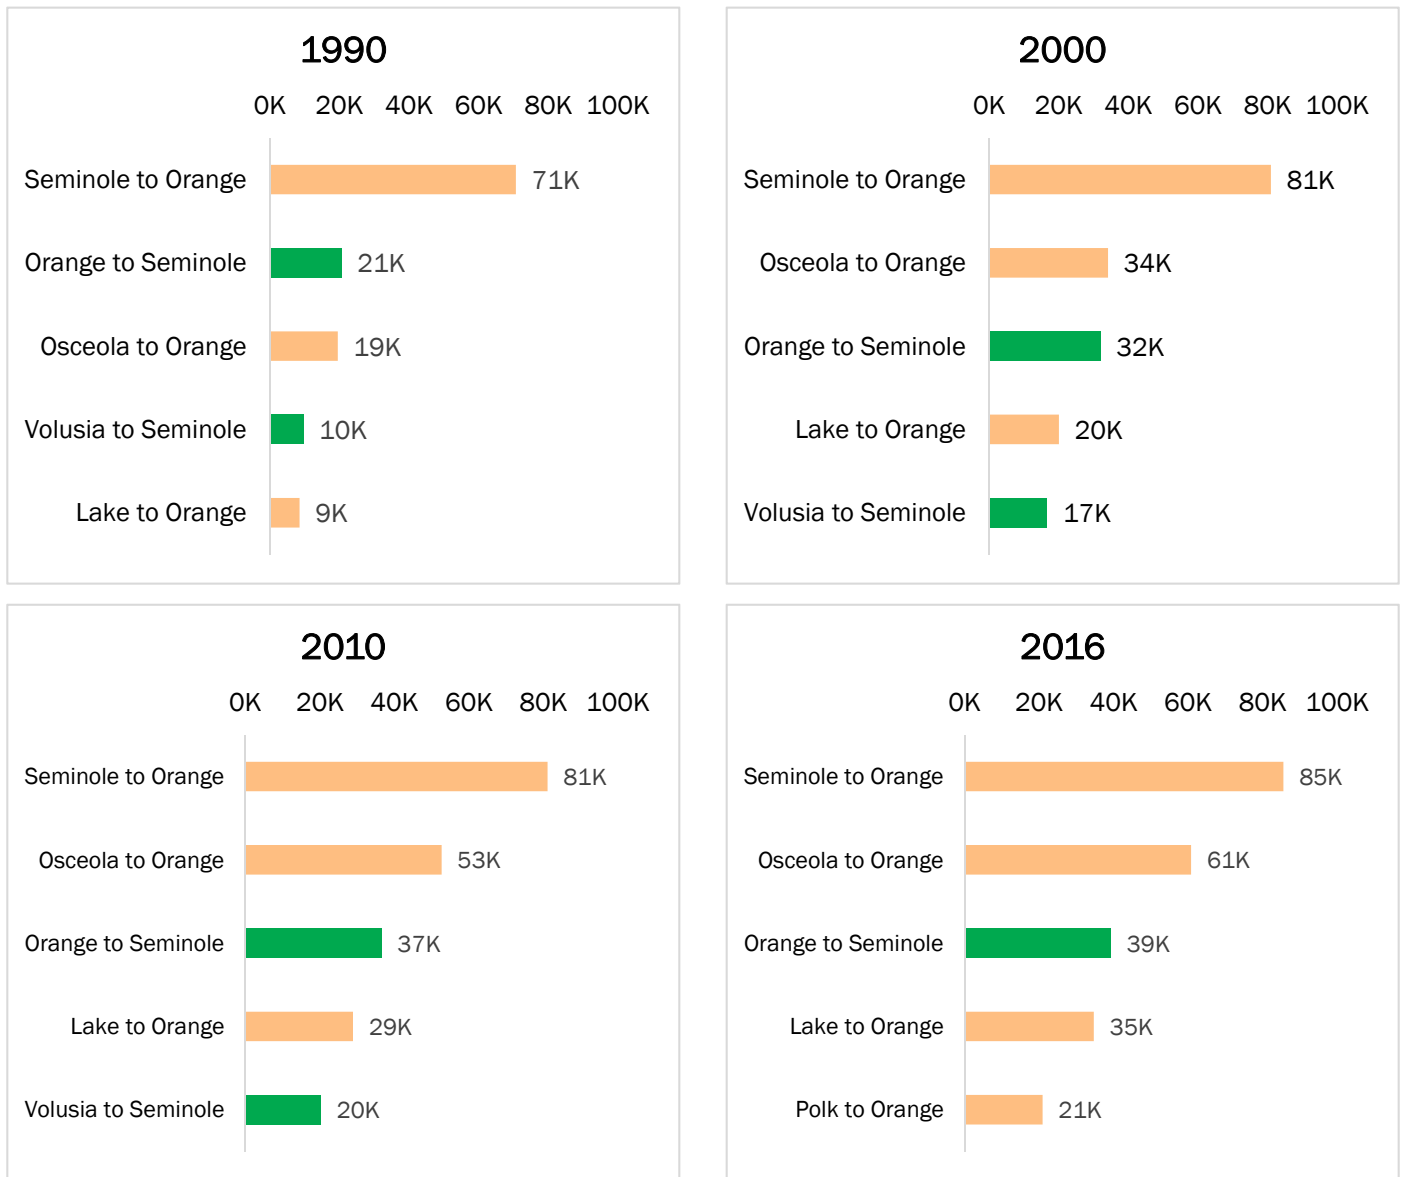 1990
0K 20K 40K 60K 80K 100K
Seminole to Orange 71K
Orange to Seminole 21K
Osceola to Orange 19K
Volusia to Seminole 10K
Lake to Orange 9K
2000
0K 20K 40K 60K 80K 100K
Seminole to Orange 81K
Osceola to Orange 34K
Orange to Seminole 32K
Lake to Orange 20K
Volusia to Seminole 17K
2010
0K 20K 40K 60K 80K 100K
Seminole to Orange 81K
Osceola to Orange 53K
Orange to Seminole 37K
Lake to Orange 29K
Volusia to Seminole 20K
2016
0K 20K 40K 60K 80K 100K
Seminole to Orange 85K
Osceola to Orange 61K
Orange to Seminole 39K
Lake to Orange 35K
Polk to Orange 21K